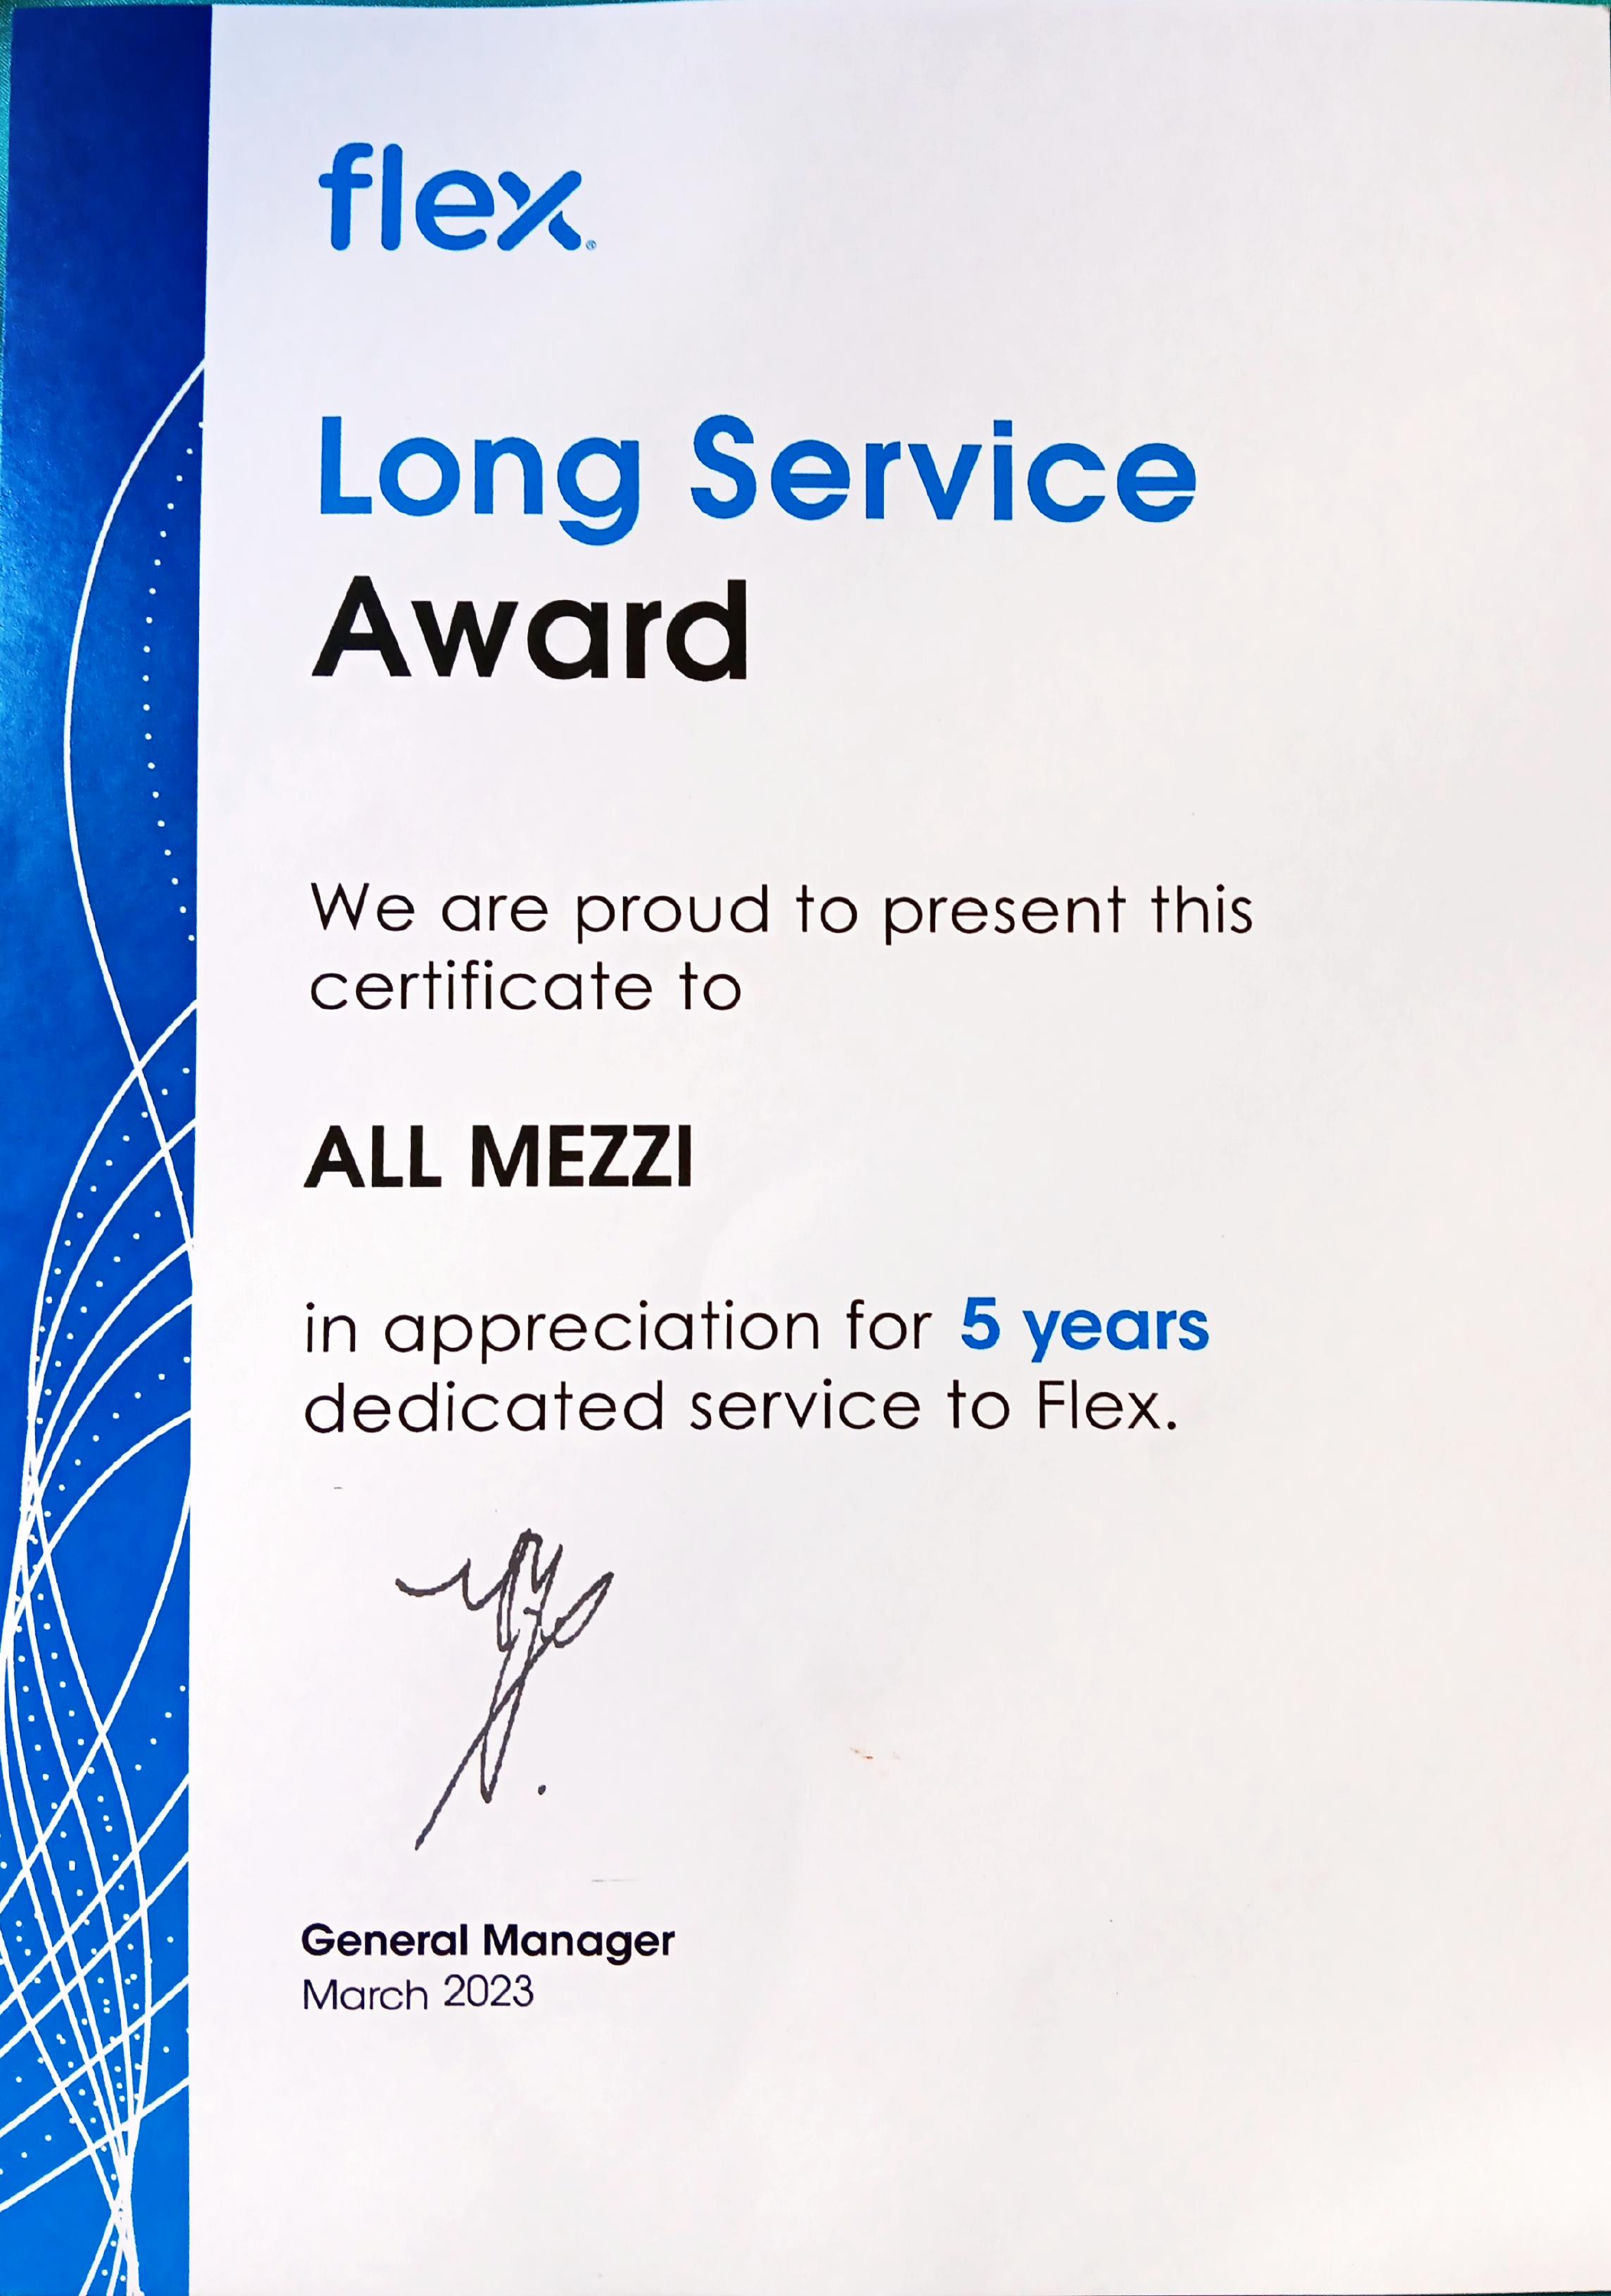 flex®
Long Service
Award
We are proud to present this
certificate to
ALL MEZZI
in appreciation for 5 years
dedicated service to Flex.
General Manager
March 2023